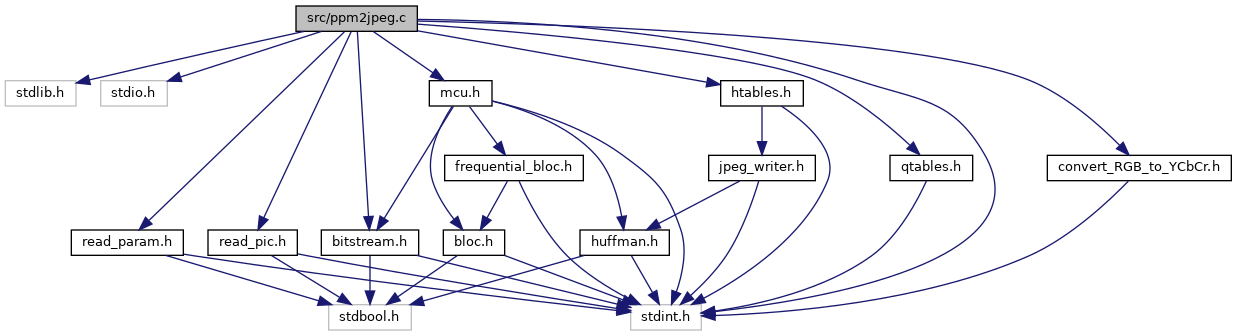 src/ppm2jpeg.c
stdlib.h
stdio.h
mcu.h
htables.h
frequential_bloc.h
jpeg_writer.h
qtables.h
convert_RGB_to_YCbCr.h
read_param.h
read_pic.h
bitstream.h
bloc.h
huffman.h
stdbool.h
stdint.h